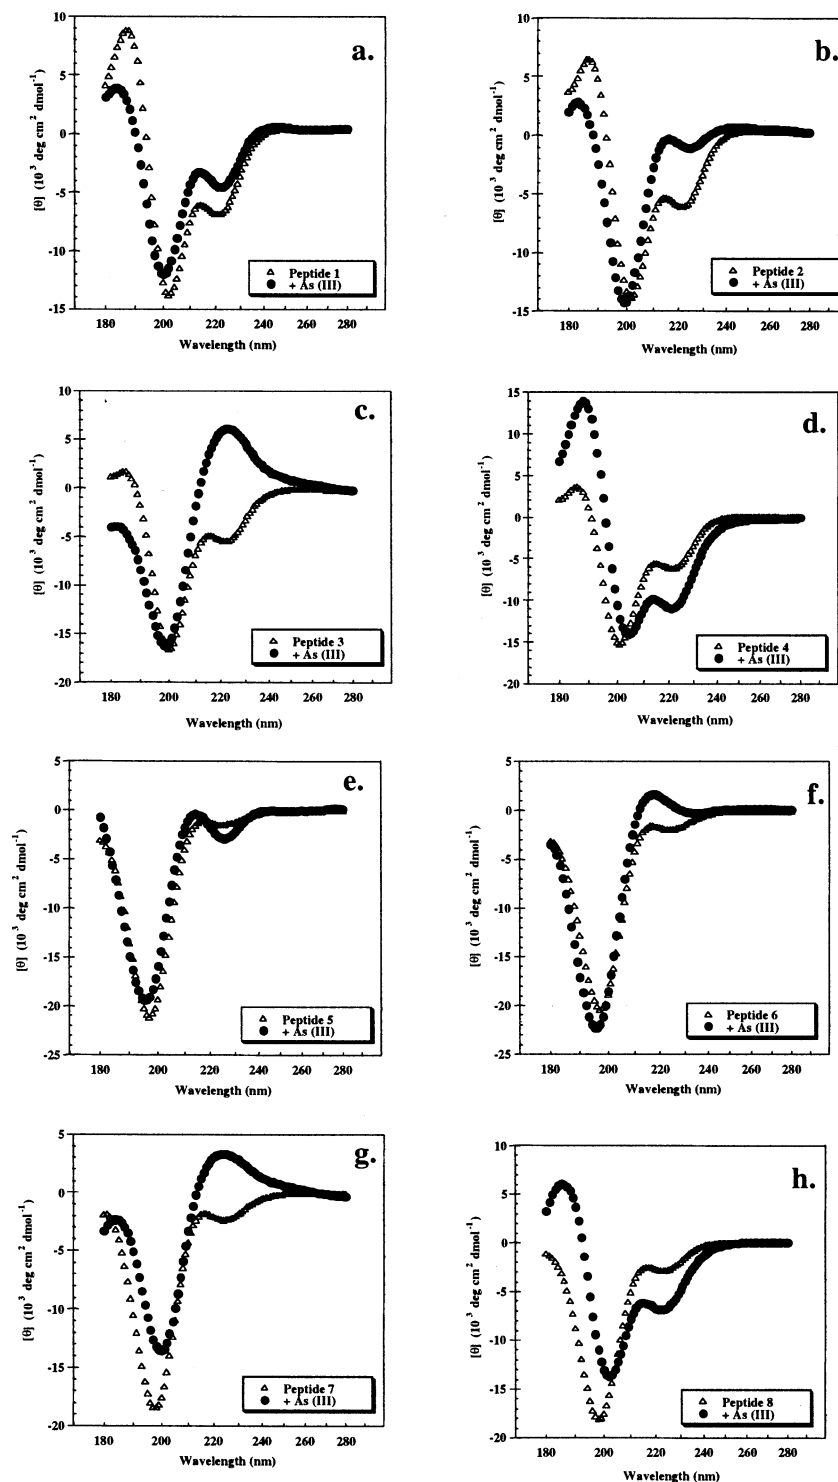 a.
10
5
0
-5
-10
-15
[θ] (10³ deg cm² dmol⁻¹)
Peptide 1
+ As (III)
180 200 220 240 260 280
Wavelength (nm)
b.
10
5
0
-5
-10
-15
[θ] (10³ deg cm² dmol⁻¹)
Peptide 2
+ As (III)
180 200 220 240 260 280
Wavelength (nm)
c.
10
5
0
-5
-10
-15
-20
[θ] (10³ deg cm² dmol⁻¹)
Peptide 3
+ As (III)
180 200 220 240 260 280
Wavelength (nm)
d.
15
10
5
0
-5
-10
-15
-20
[θ] (10³ deg cm² dmol⁻¹)
Peptide 4
+ As (III)
180 200 220 240 260 280
Wavelength (nm)
e.
5
0
-5
-10
-15
-20
-25
[θ] (10³ deg cm² dmol⁻¹)
Peptide 5
+ As (III)
180 200 220 240 260 280
Wavelength (nm)
f.
5
0
-5
-10
-15
-20
-25
[θ] (10³ deg cm² dmol⁻¹)
Peptide 6
+ As (III)
180 200 220 240 260 280
Wavelength (nm)
g.
5
0
-5
-10
-15
-20
[θ] (10³ deg cm² dmol⁻¹)
Peptide 7
+ As (III)
180 200 220 240 260 280
Wavelength (nm)
h.
10
5
0
-5
-10
-15
-20
[θ] (10³ deg cm² dmol⁻¹)
Peptide 8
+ As (III)
180 200 220 240 260 280
Wavelength (nm)